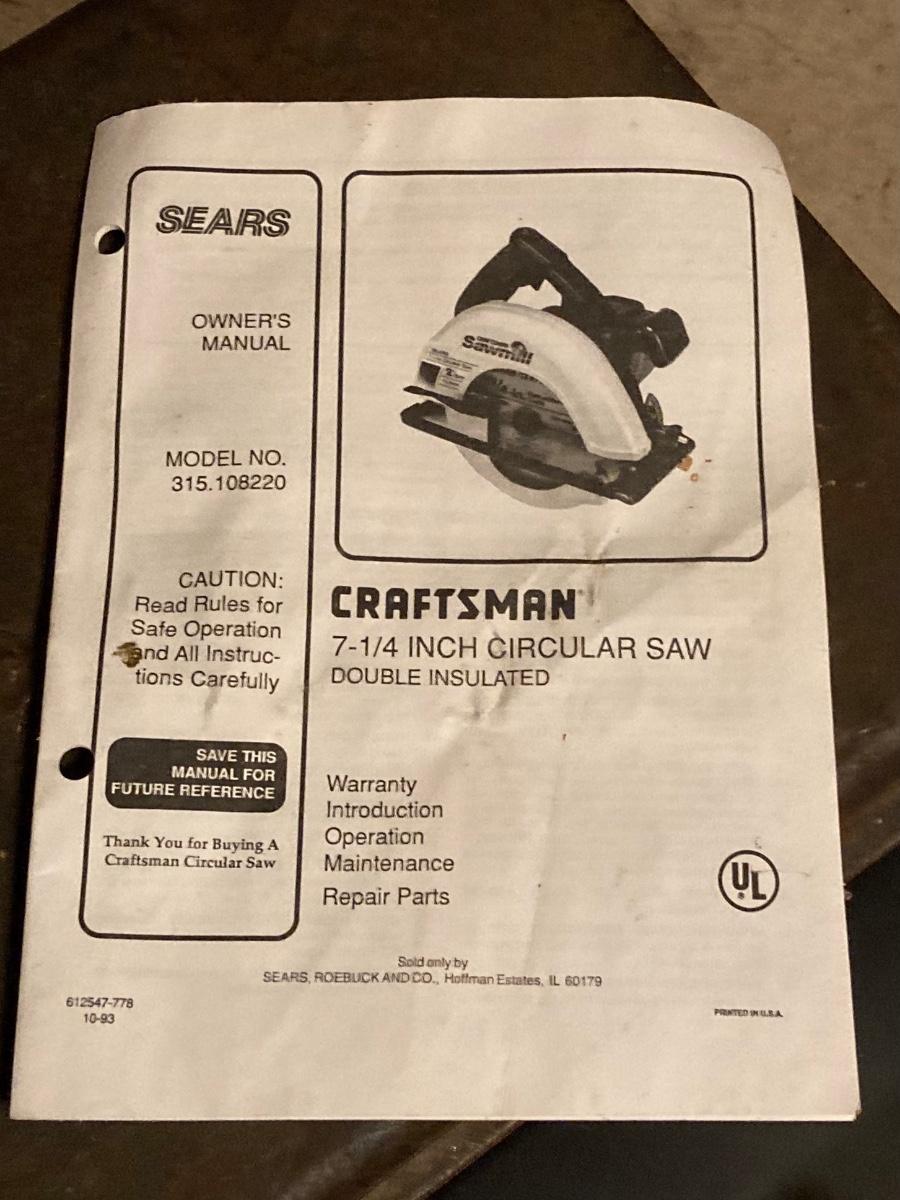 SEARS
OWNER'S
MANUAL
MODEL NO.
315.108220
CAUTION:
Read Rules for
Safe Operation
and All Instruc-
tions Carefully
SAVE THIS
MANUAL FOR
FUTURE REFERENCE
Thank You for Buying A
Craftsman Circular Saw
CRAFTSMAN
Sawmill
CRAFTSMAN
7-1/4 INCH CIRCULAR SAW
DOUBLE INSULATED
Warranty
Introduction
Operation
Maintenance
Repair Parts
UL
®
Sold only by
SEARS, ROEBUCK AND CO., Hoffman Estates, IL 60179
612547-778
10-93
PRINTED IN U.S.A.